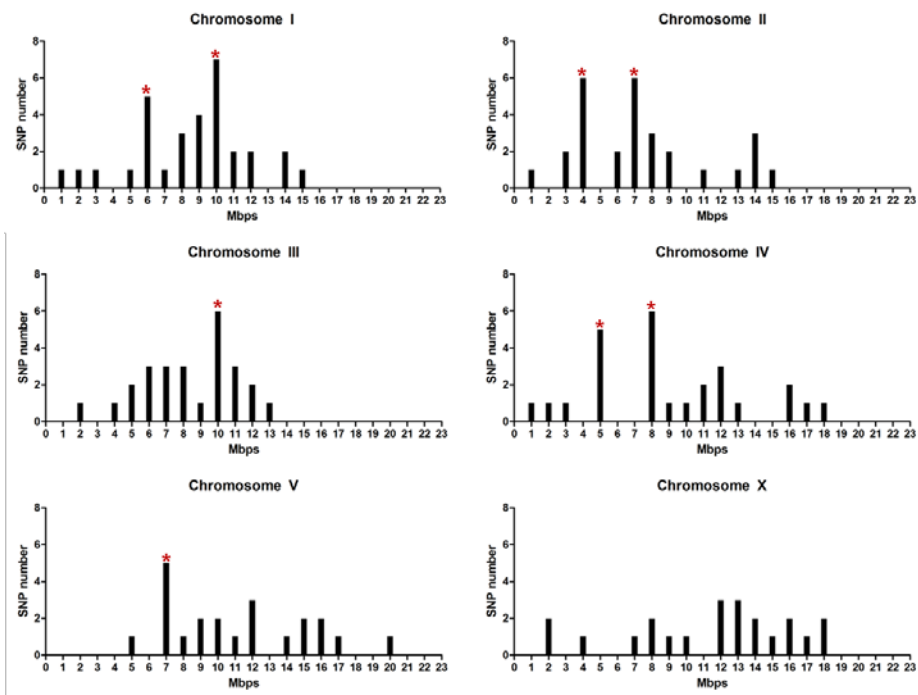 Chromosome I
SNP number
8
6
4
2
0
* *
0 1 2 3 4 5 6 7 8 9 10 11 12 13 14 15 16 17 18 19 20 21 22 23
Mbps
Chromosome II
SNP number
8
6
4
2
0
* *
0 1 2 3 4 5 6 7 8 9 10 11 12 13 14 15 16 17 18 19 20 21 22 23
Mbps
Chromosome III
SNP number
8
6
4
2
0
*
0 1 2 3 4 5 6 7 8 9 10 11 12 13 14 15 16 17 18 19 20 21 22 23
Mbps
Chromosome IV
SNP number
8
6
4
2
0
* *
0 1 2 3 4 5 6 7 8 9 10 11 12 13 14 15 16 17 18 19 20 21 22 23
Mbps
Chromosome V
SNP number
8
6
4
2
0
*
0 1 2 3 4 5 6 7 8 9 10 11 12 13 14 15 16 17 18 19 20 21 22 23
Mbps
Chromosome X
SNP number
8
6
4
2
0
0 1 2 3 4 5 6 7 8 9 10 11 12 13 14 15 16 17 18 19 20 21 22 23
Mbps